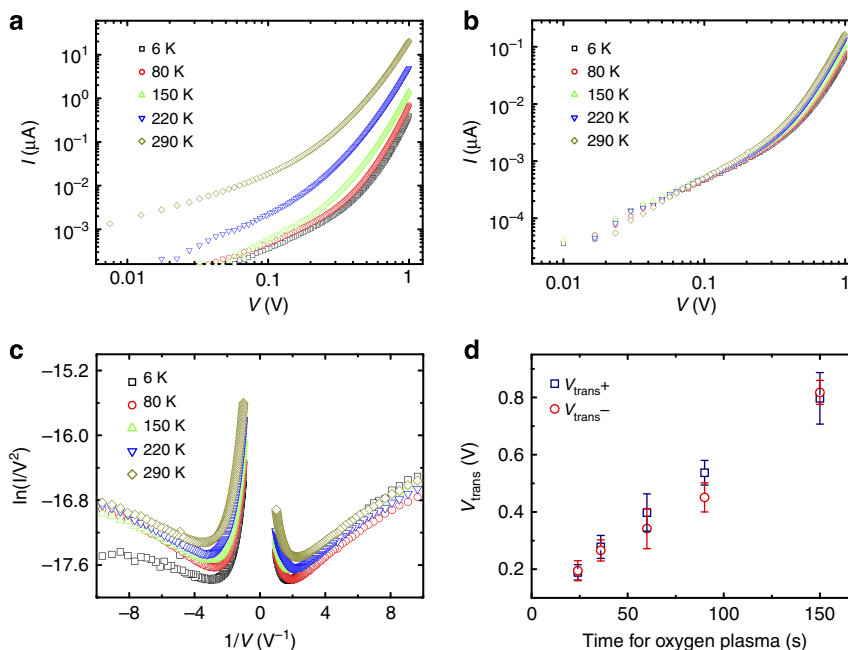 a
I (μA)
10¹
10⁰
10⁻¹
10⁻²
10⁻³
6 K
80 K
150 K
220 K
290 K
0.01
0.1
1
V (V)
b
I (μA)
10⁻¹
10⁻²
10⁻³
10⁻⁴
6 K
80 K
150 K
220 K
290 K
0.01
0.1
1
V (V)
c
ln(I/V²)
−15.2
−16.0
−16.8
−17.6
6 K
80 K
150 K
220 K
290 K
−8
−4
0
4
8
1/V (V⁻¹)
d
V_trans (V)
0.8
0.6
0.4
0.2
V_trans+
V_trans−
0
50
100
150
Time for oxygen plasma (s)